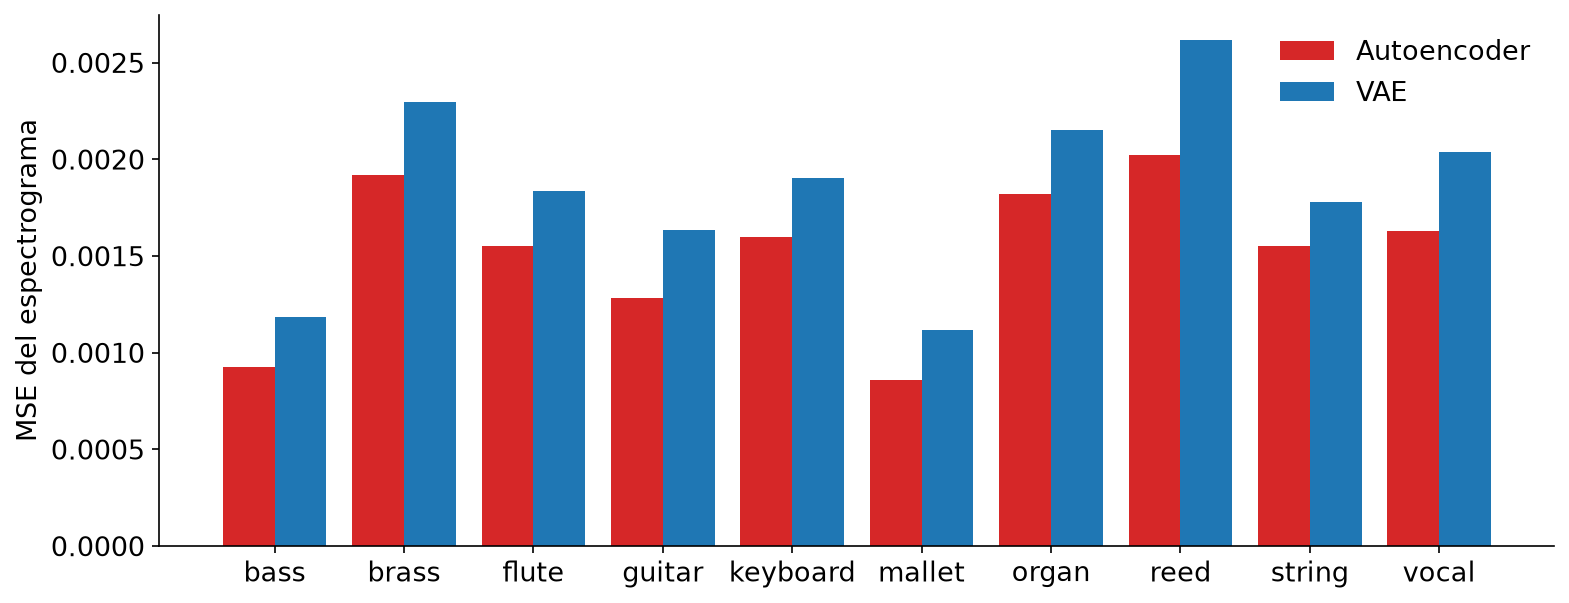 MSE del espectrograma
0.0025
0.0020
0.0015
0.0010
0.0005
0.0000
Autoencoder
VAE
bass brass flute guitar keyboard mallet organ reed string vocal